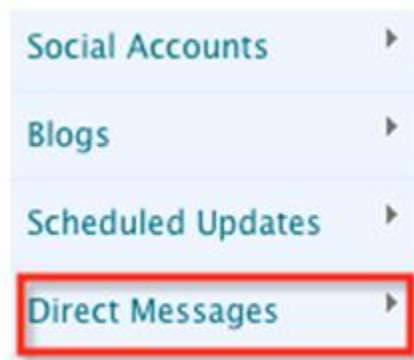 Social Accounts
Blogs
Scheduled Updates
Direct Messages